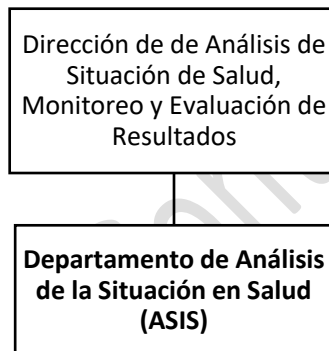 Dirección de de Análisis de
Situación de Salud,
Monitoreo y Evaluación de
Resultados
Departamento de Análisis
de la Situación en Salud
(ASIS)